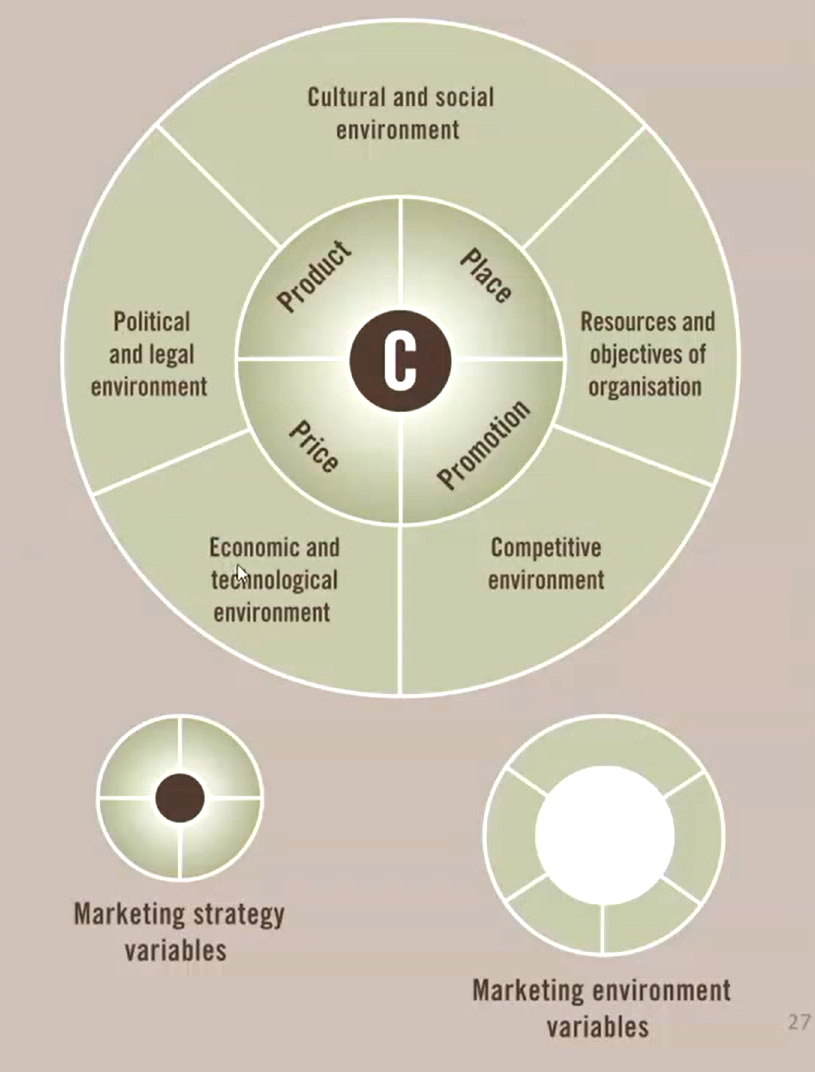 Cultural and social
environment
Product
Place
C
Political
and legal
environment
Resources and
objectives of
organisation
Price
Promotion
Economic and
technological
environment
Competitive
environment
Marketing strategy
variables
Marketing environment
variables
27